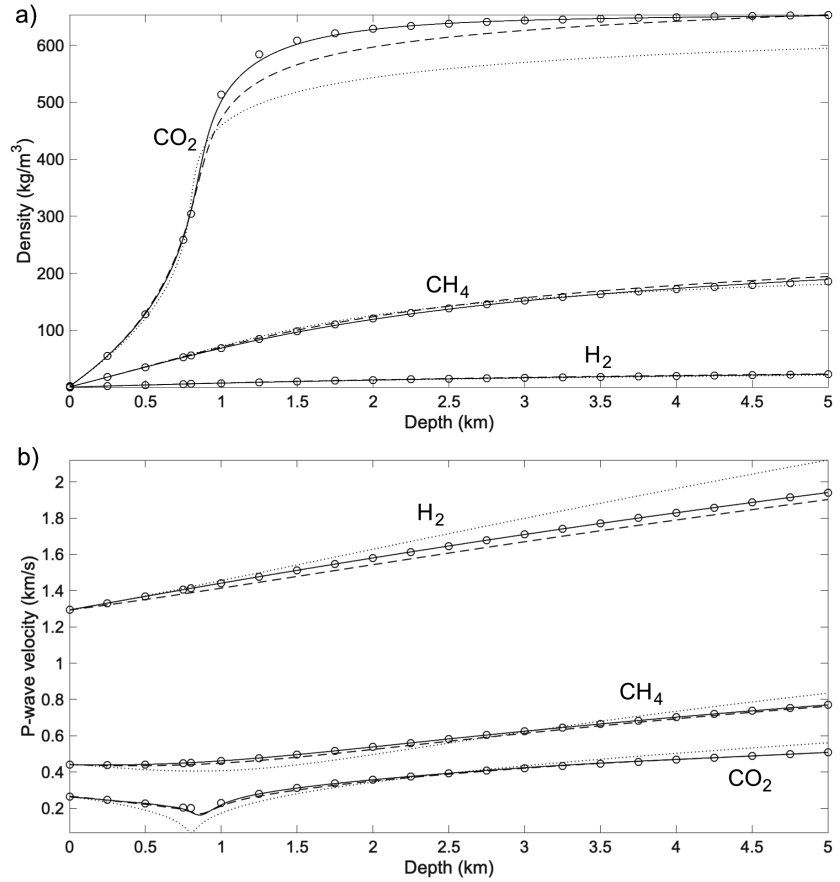 a)
600
500
400
300
200
100
0
Density (kg/m³)
CO₂
CH₄
H₂
0 0.5 1 1.5 2 2.5 3 3.5 4 4.5 5
Depth (km)
b)
2
1.8
1.6
1.4
1.2
1
0.8
0.6
0.4
0.2
P-wave velocity (km/s)
H₂
CH₄
CO₂
0 0.5 1 1.5 2 2.5 3 3.5 4 4.5 5
Depth (km)